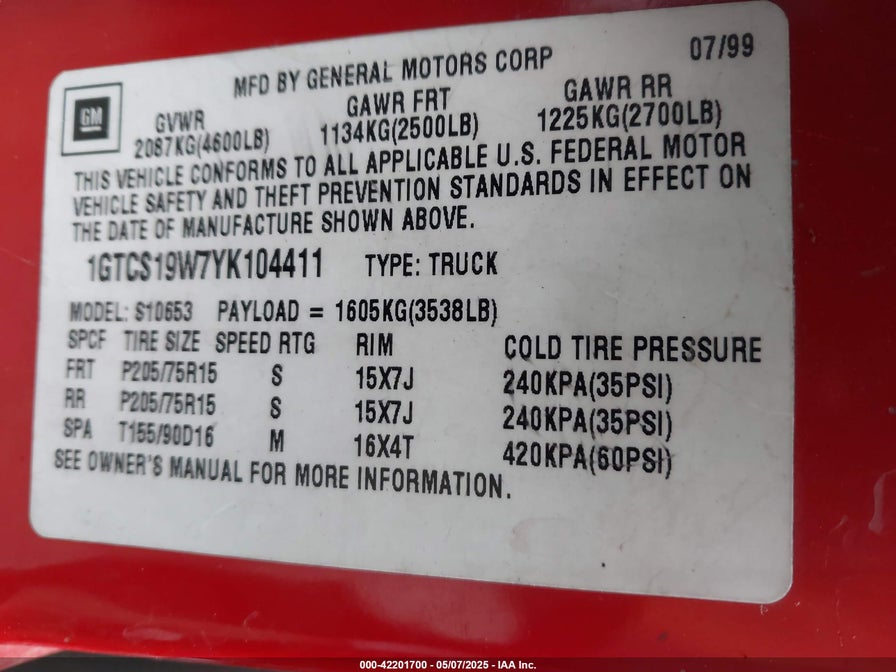 07/99
MFD BY GENERAL MOTORS CORP
GM
GVWR GAWR FRT GAWR RR
2087KG(4600LB) 1134KG(2500LB) 1225KG(2700LB)
THIS VEHICLE CONFORMS TO ALL APPLICABLE U.S. FEDERAL MOTOR
VEHICLE SAFETY AND THEFT PREVENTION STANDARDS IN EFFECT ON
THE DATE OF MANUFACTURE SHOWN ABOVE.
1GTCS19W7YK104411 TYPE: TRUCK
MODEL: S10653 PAYLOAD = 1605KG(3538LB)
SPCF TIRE SIZE SPEED RTG RIM COLD TIRE PRESSURE
FRT P205/75R15 S 15X7J 240KPA(35PSI)
RR P205/75R15 S 15X7J 240KPA(35PSI)
SPA T155/90D16 M 16X4T 420KPA(60PSI)
SEE OWNER'S MANUAL FOR MORE INFORMATION.
000-42201700 - 05/07/2025 - IAA Inc.